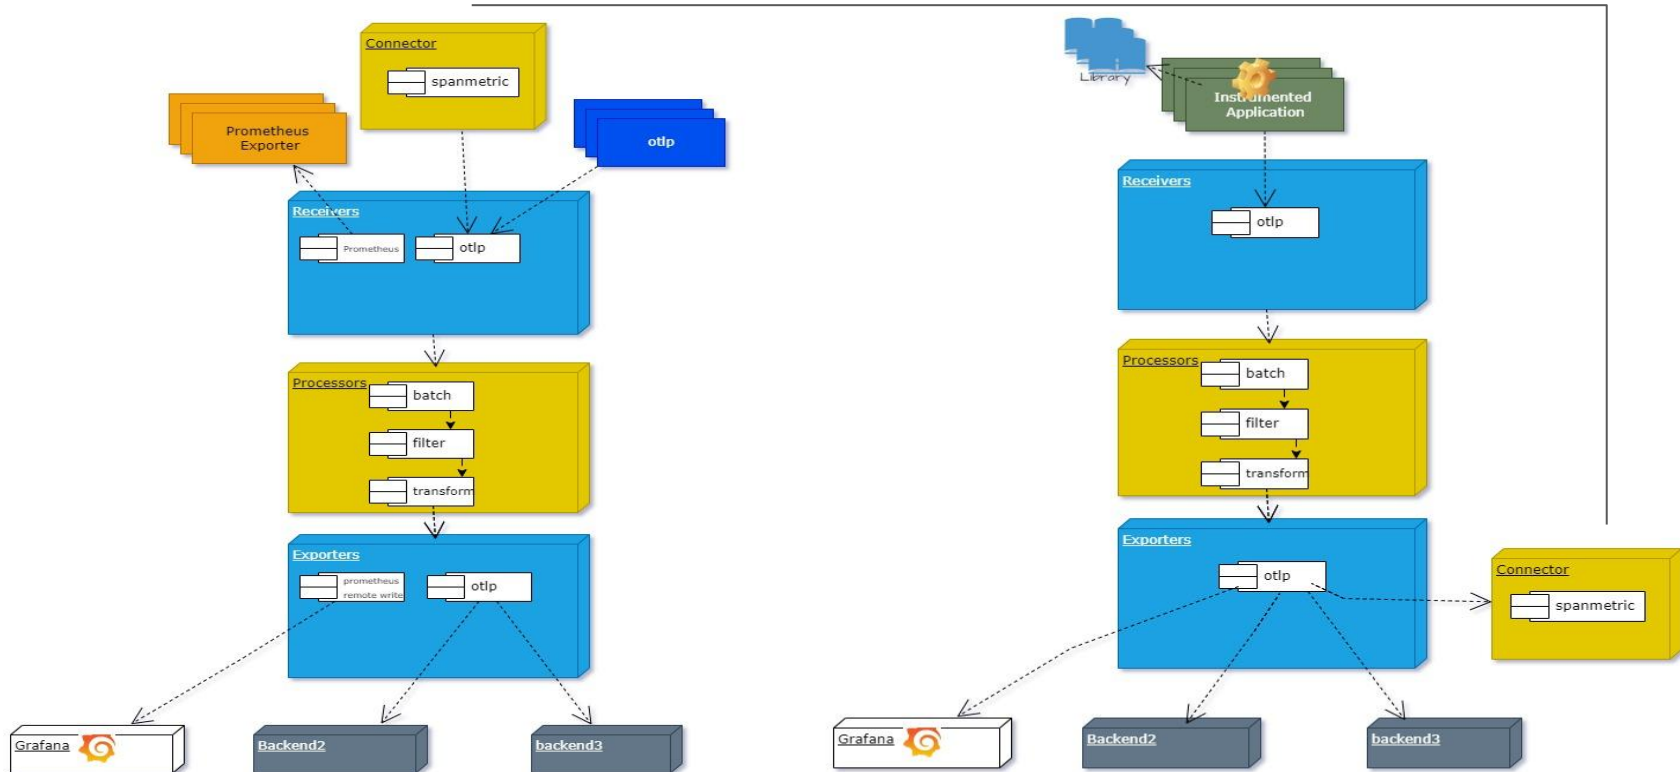 Connector
spanmetric
Prometheus
Exporter
otlp
Receivers
Prometheus
otlp
Processors
batch
filter
transform
Exporters
prometheus
remote write
otlp
Grafana
Backend2
backend3
Library
Instrumented
Application
Receivers
otlp
Processors
batch
filter
transform
Exporters
otlp
Connector
spanmetric
Grafana
Backend2
backend3